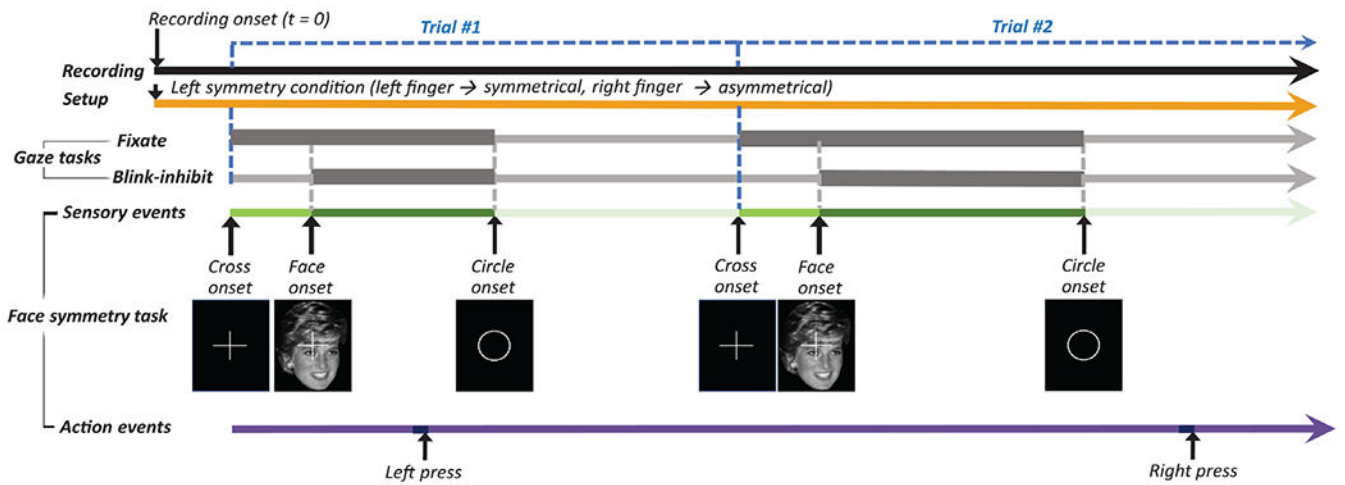 Recording onset (t = 0)
Trial #1
Trial #2
Recording
Left symmetry condition (left finger → symmetrical, right finger → asymmetrical)
Setup
Fixate
Gaze tasks
Blink-inhibit
Sensory events
Cross
onset
Face
onset
Circle
onset
Cross
onset
Face
onset
Circle
onset
Face symmetry task
Action events
Left press
Right press